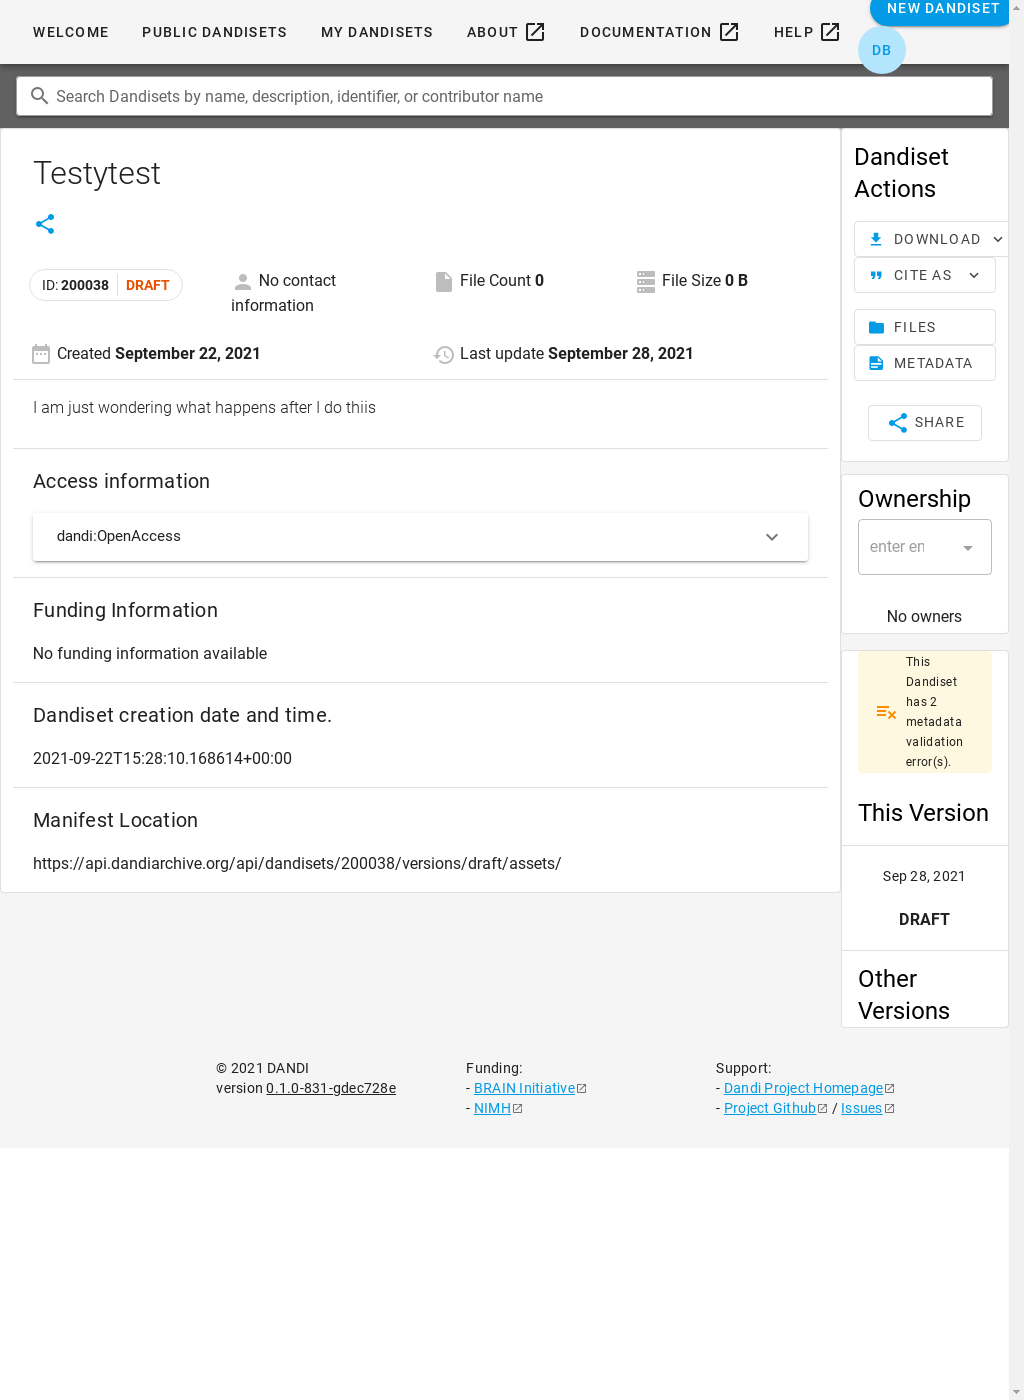 NEW DANDISET
WELCOME
PUBLIC DANDISETS
MY DANDISETS
ABOUT
DOCUMENTATION
HELP
DB
Search Dandisets by name, description, identifier, or contributor name
Testytest
ID: 200038 DRAFT
No contact
information
File Count 0
File Size 0 B
Created September 22, 2021
Last update September 28, 2021
I am just wondering what happens after I do thiis
Access information
dandi:OpenAccess
Funding Information
No funding information available
Dandiset creation date and time.
2021-09-22T15:28:10.168614+00:00
Manifest Location
https://api.dandiarchive.org/api/dandisets/200038/versions/draft/assets/
Dandiset
Actions
DOWNLOAD
CITE AS
FILES
METADATA
SHARE
Ownership
enter en
No owners
This
Dandiset
has 2
metadata
validation
error(s).
This Version
Sep 28, 2021
DRAFT
Other
Versions
© 2021 DANDI
version 0.1.0-831-gdec728e
Funding:
- BRAIN Initiative
- NIMH
Support:
- Dandi Project Homepage
- Project Github / Issues